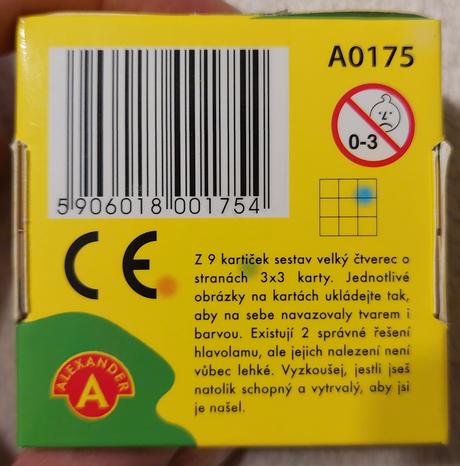 A0175
0-3
5 906018 001754
CE
Z 9 kartiček sestav velký čtverec o
stranách 3x3 karty. Jednotlivé
obrázky na kartách ukládejte tak,
aby na sebe navazovaly tvarem i
barvou. Existují 2 správné řešení
hlavolamu, ale jejich nalezení není
vůbec lehké. Vyzkoušej, jestli jseš
natolik schopný a vytrvalý, aby jsi
je našel.
ALEXANDER
A